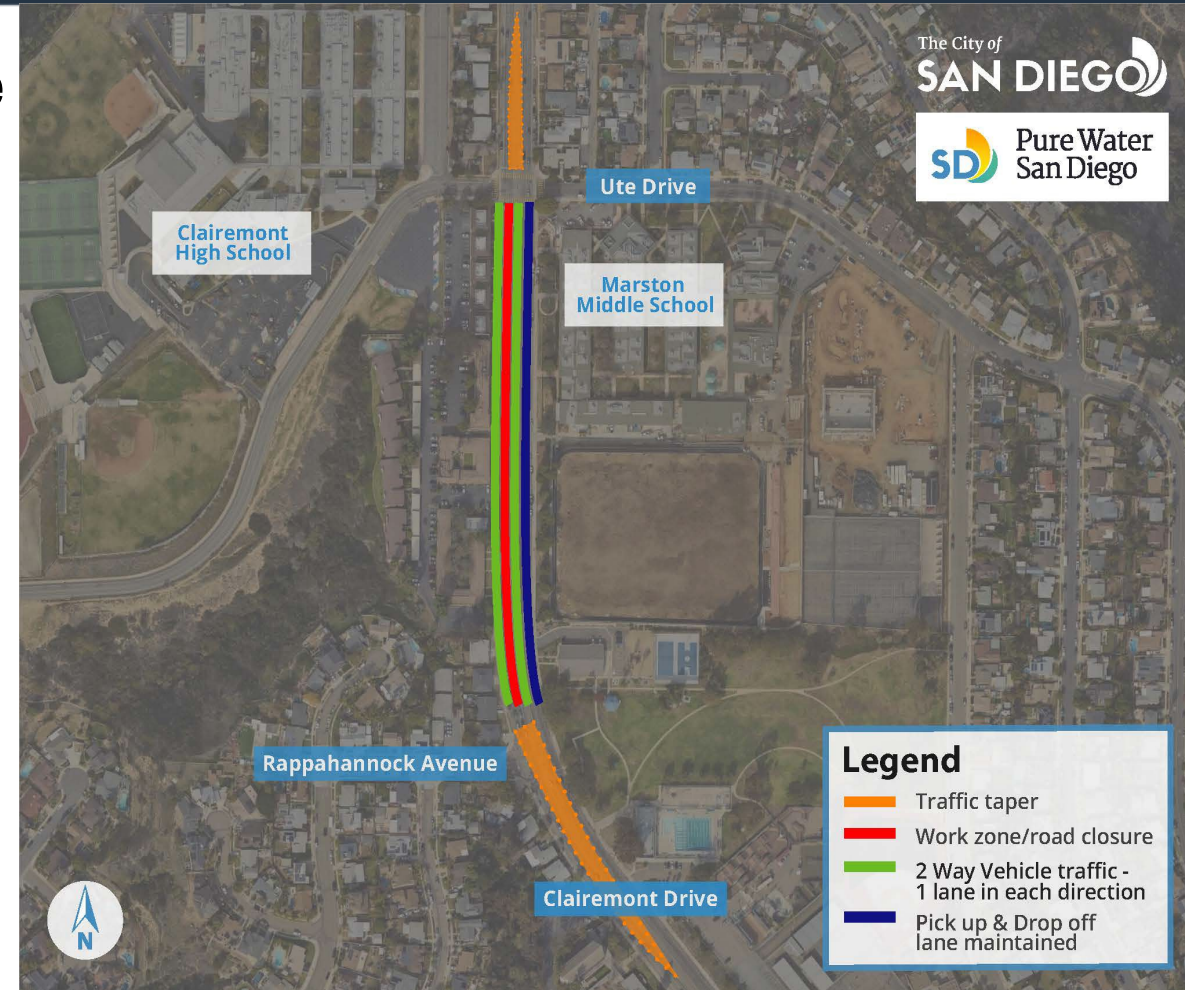 e
The City of
SAN DIEGO
SD
Pure Water
San Diego
Ute Drive
Clairemont
High School
Marston
Middle School
Rappahannock Avenue
Clairemont Drive
N
Legend
Traffic taper
Work zone/road closure
2 Way Vehicle traffic -
1 lane in each direction
Pick up & Drop off
lane maintained